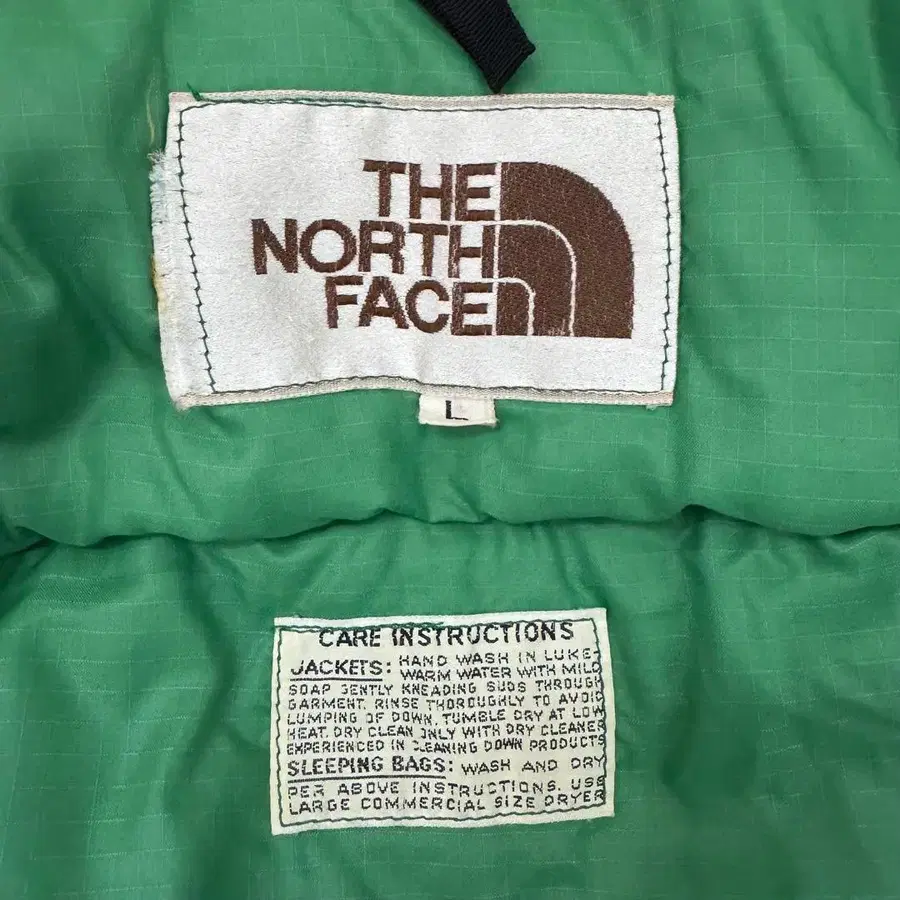 THE
NORTH
FACE
L
CARE INSTRUCTIONS
JACKETS: HAND WASH IN LUKE-
WARM WATER WITH MILD
SOAP GENTLY KNEADING SUDS THROUGH
GARMENT. RINSE THOROUGHLY TO AVOID
LUMPING OF DOWN. TUMBLE DRY AT LOW
HEAT. DRY CLEAN ONLY WITH DRY CLEANER
EXPERIENCED IN CLEANING DOWN PRODUCTS
SLEEPING BAGS: WASH AND DRY
PER ABOVE INSTRUCTIONS. USE
LARGE COMMERCIAL SIZE DRYER